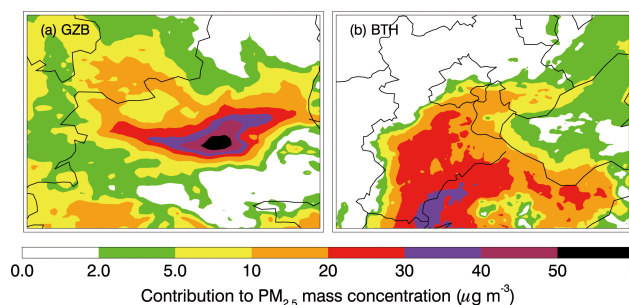 (a) GZB
(b) BTH
0.0 2.0 5.0 10 20 30 40 50
Contribution to PM2.5 mass concentration (μg m-3)